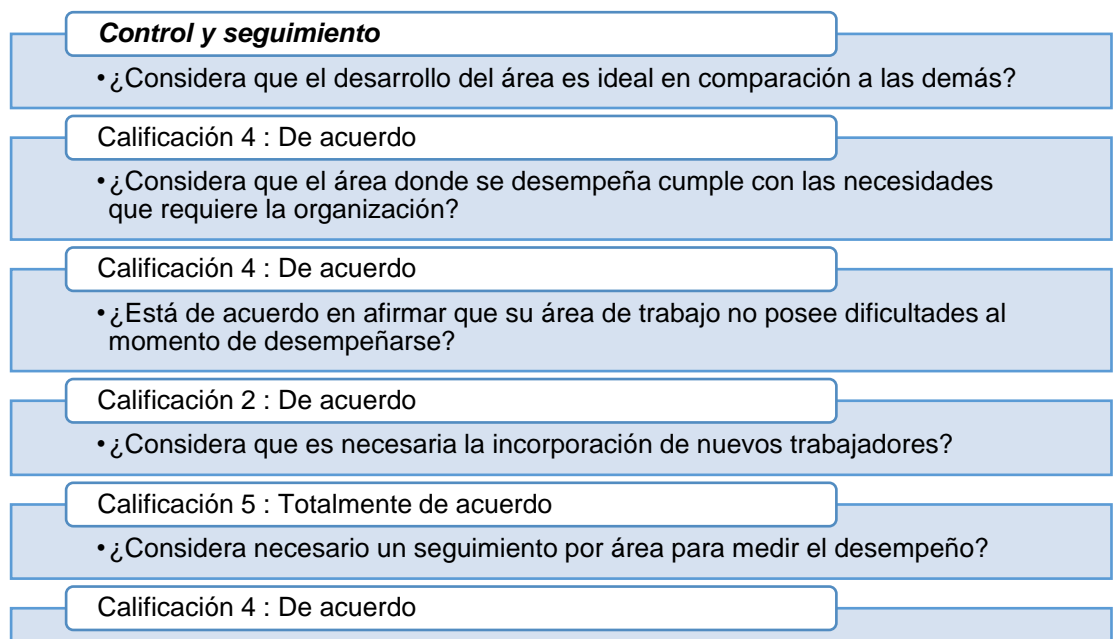 Control y seguimiento
•¿Considera que el desarrollo del área es ideal en comparación a las demás?
Calificación 4 : De acuerdo
•¿Considera que el área donde se desempeña cumple con las necesidades
que requiere la organización?
Calificación 4 : De acuerdo
•¿Está de acuerdo en afirmar que su área de trabajo no posee dificultades al
momento de desempeñarse?
Calificación 2 : De acuerdo
•¿Considera que es necesaria la incorporación de nuevos trabajadores?
Calificación 5 : Totalmente de acuerdo
•¿Considera necesario un seguimiento por área para medir el desempeño?
Calificación 4 : De acuerdo